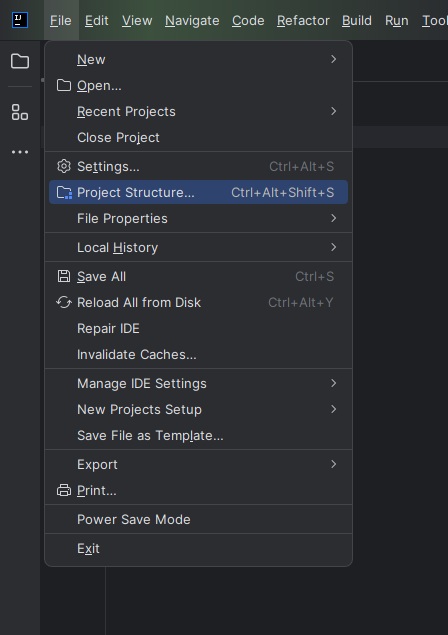 IJ
File Edit View Navigate Code Refactor Build Run
New
Open...
Recent Projects
Close Project
Settings... Ctrl+Alt+S
Project Structure... Ctrl+Alt+Shift+S
File Properties
Local History
Save All Ctrl+S
Reload All from Disk Ctrl+Alt+Y
Repair IDE
Invalidate Caches...
Manage IDE Settings
New Projects Setup
Save File as Template...
Export
Print...
Power Save Mode
Exit